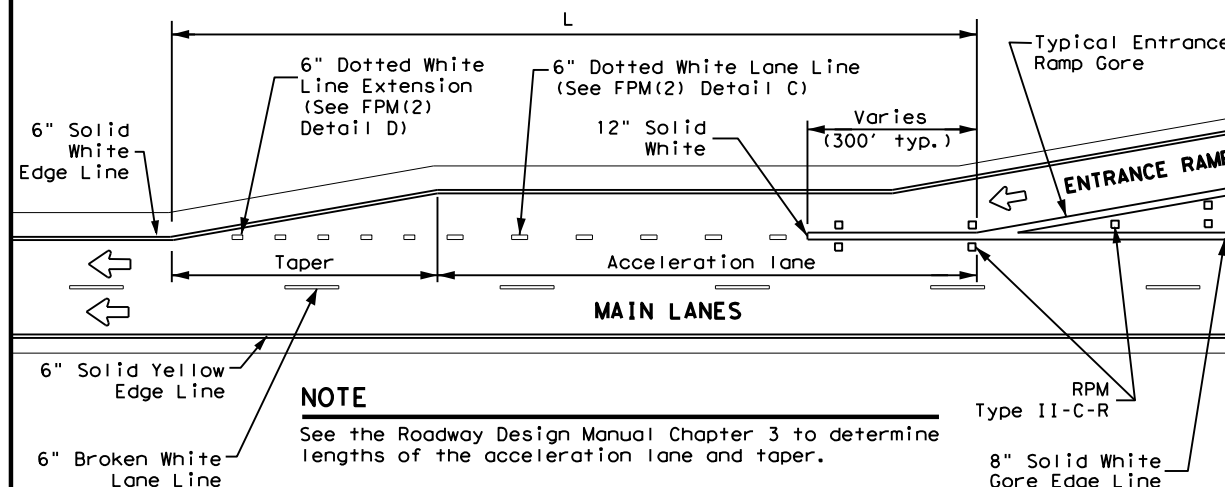 L
Typical Entrance
Ramp Gore
6" Dotted White
Line Extension
(See FPM(2)
Detail D)
6" Dotted White Lane Line
(See FPM(2) Detail C)
Varies
(300' typ.)
12" Solid
White
6" Solid
White
Edge Line
ENTRANCE RAMP
Taper
Acceleration lane
MAIN LANES
6" Solid Yellow
Edge Line
NOTE
See the Roadway Design Manual Chapter 3 to determine
lengths of the acceleration lane and taper.
RPM
Type II-C-R
6" Broken White
Lane Line
8" Solid White
Gore Edge Line